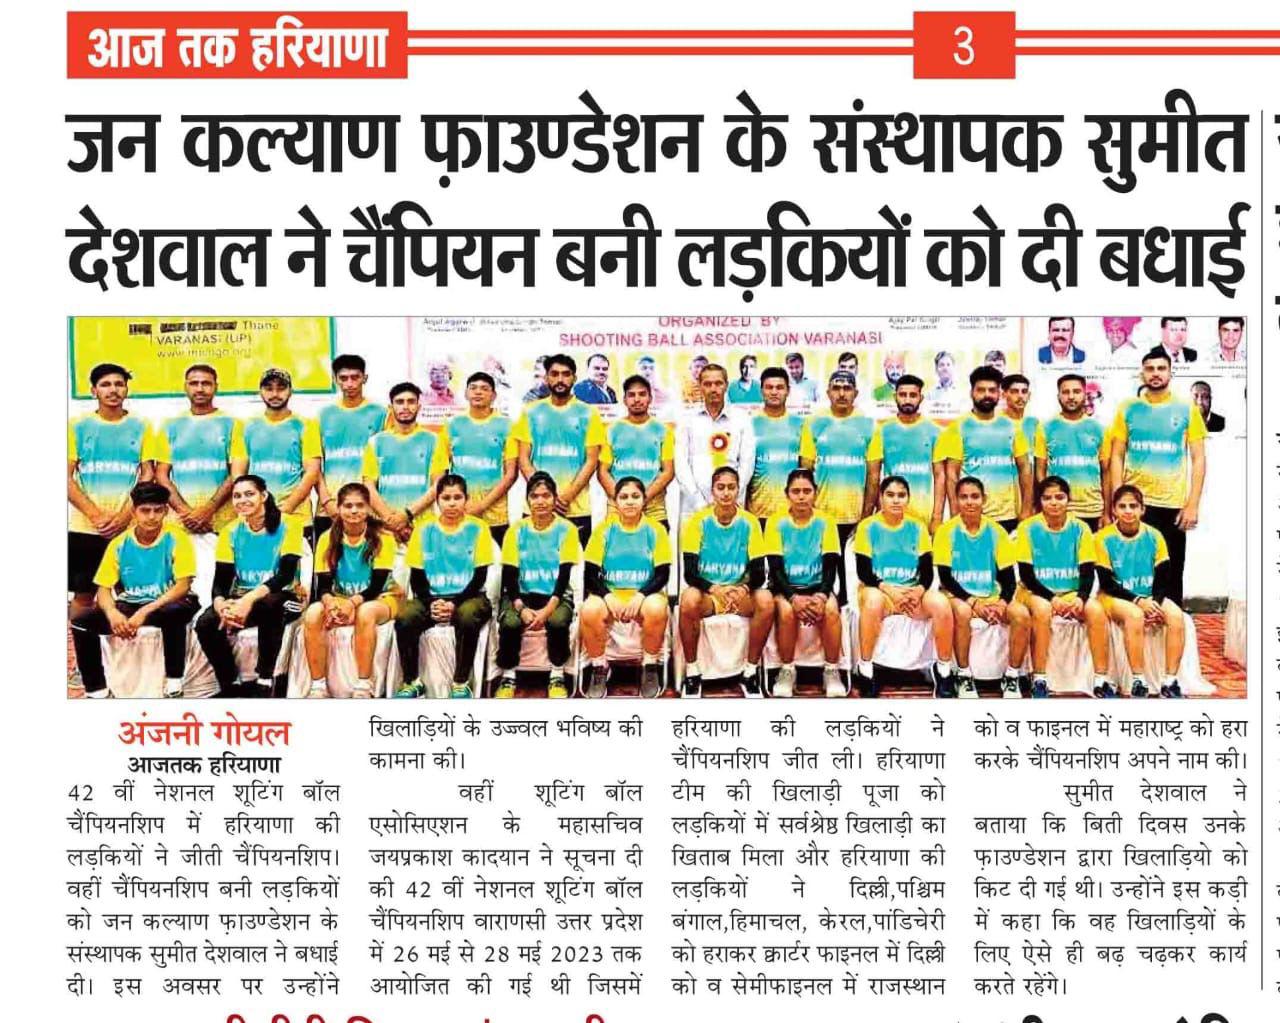 आज तक हरियाणा
3
जन कल्याण फ़ाउण्डेशन के संस्थापक सुमीत
देशवाल ने चैंपियन बनी लड़कियों को दी बधाई
Thane
VARANASI (UP)
ORGANIZED BY
SHOOTING BALL ASSOCIATION VARANASI
अंजनी गोयल
आजतक हरियाणा
42 वीं नेशनल शूटिंग बॉल
चैंपियनशिप में हरियाणा की
लड़कियों ने जीती चैंपियनशिप।
वहीं चैंपियनशिप बनी लड़कियों
को जन कल्याण फ़ाउण्डेशन के
संस्थापक सुमीत देशवाल ने बधाई
दी। इस अवसर पर उन्होंने
खिलाड़ियों के उज्ज्वल भविष्य की
कामना की।
वहीं शूटिंग बॉल
एसोसिएशन के महासचिव
जयप्रकाश कादयान ने सूचना दी
की 42 वीं नेशनल शूटिंग बॉल
चैंपियनशिप वाराणसी उत्तर प्रदेश
में 26 मई से 28 मई 2023 तक
आयोजित की गई थी जिसमें
हरियाणा की लड़कियों ने
चैंपियनशिप जीत ली। हरियाणा
टीम की खिलाड़ी पूजा को
लड़कियों में सर्वश्रेष्ठ खिलाड़ी का
खिताब मिला और हरियाणा की
लड़कियों ने दिल्ली,पश्चिम
बंगाल,हिमाचल, केरल,पांडिचेरी
को हराकर क्वार्टर फाइनल में दिल्ली
को व सेमीफाइनल में राजस्थान
को व फाइनल में महाराष्ट्र को हरा
करके चैंपियनशिप अपने नाम की।
सुमीत देशवाल ने
बताया कि बिती दिवस उनके
फ़ाउण्डेशन द्वारा खिलाड़ियो को
किट दी गई थी। उन्होंने इस कड़ी
में कहा कि वह खिलाड़ियों के
लिए ऐसे ही बढ़ चढ़कर कार्य
करते रहेंगे।